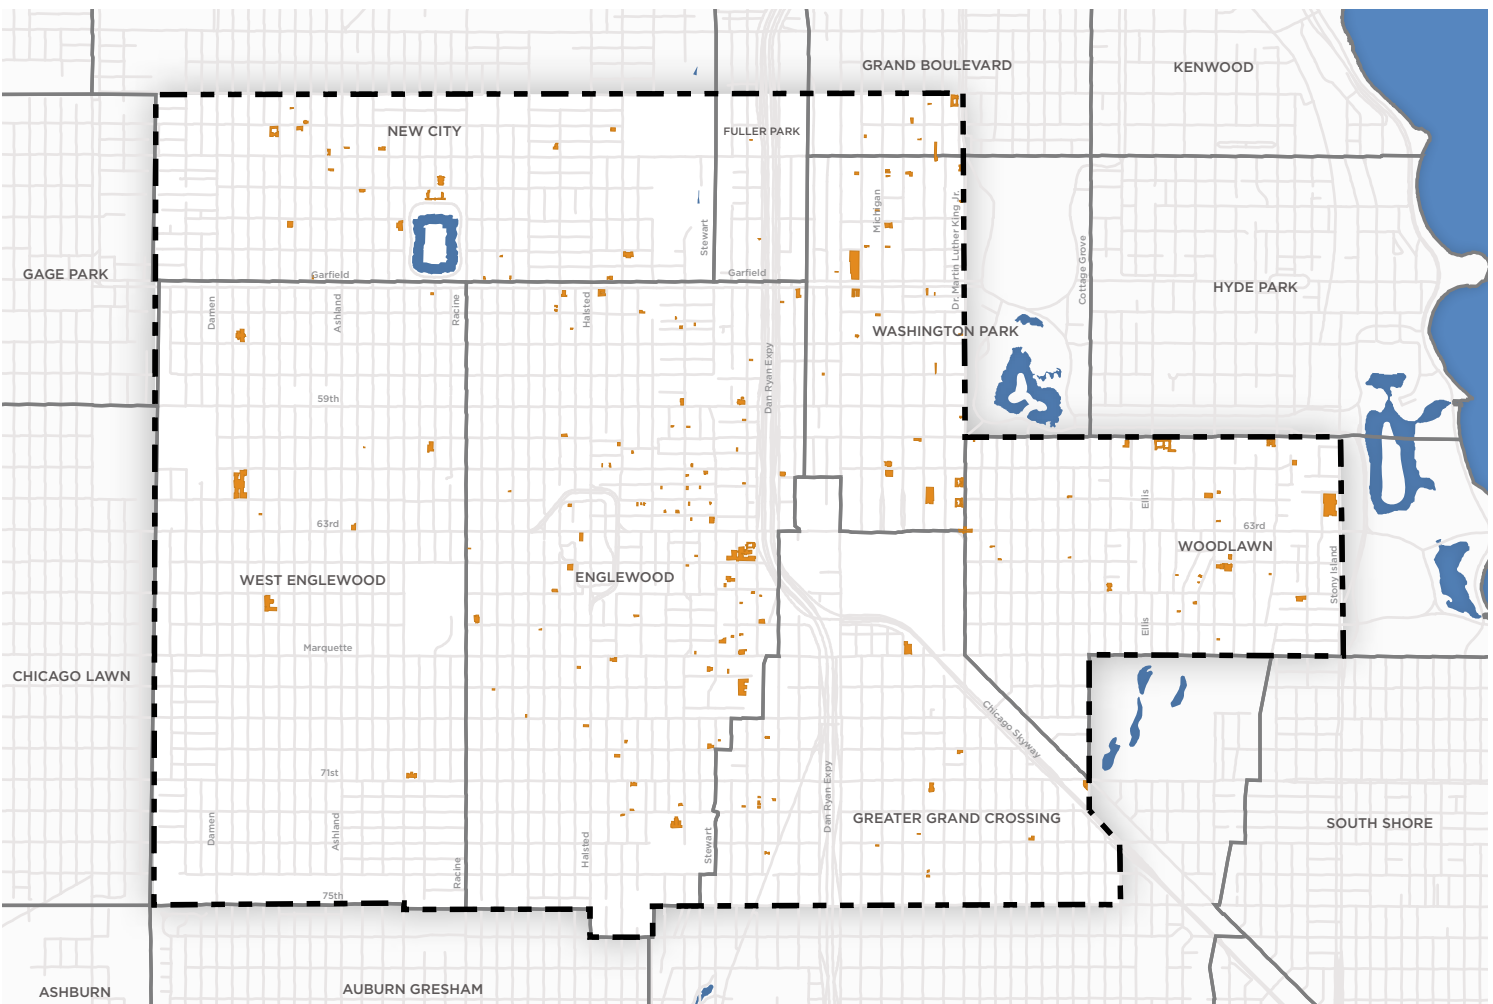 GRAND BOULEVARD
KENWOOD
NEW CITY
FULLER PARK
Michigan
Dr. Martin Luther King Jr.
Stewart
Cottage Grove
GAGE PARK
Garfield
Garfield
HYDE PARK
Damen
Ashland
Racine
Halsted
WASHINGTON PARK
Dan Ryan Expy
59th
63rd
Ellis
63rd
WOODLAWN
Stony Island
WEST ENGLEWOOD
ENGLEWOOD
Ellis
Marquette
CHICAGO LAWN
Chicago Skyway
71st
Dan Ryan Expy
GREATER GRAND CROSSING
SOUTH SHORE
Damen
Ashland
Racine
Halsted
Stewart
75th
ASHBURN
AUBURN GRESHAM